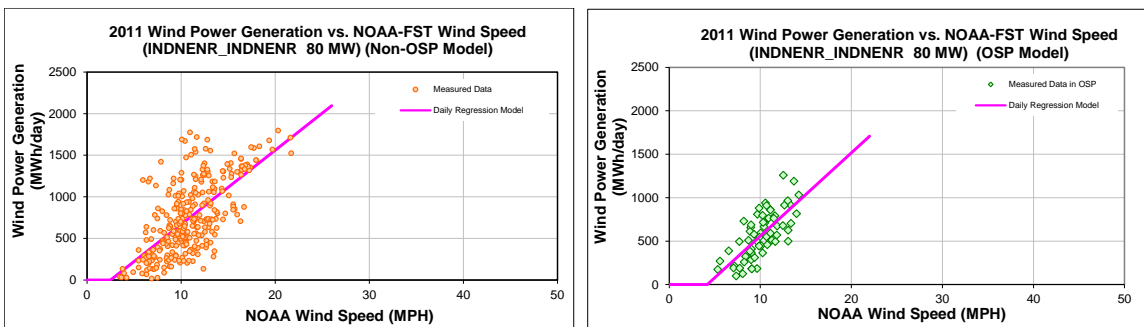 2011 Wind Power Generation vs. NOAA-FST Wind Speed
(INDNENR_INDNENR 80 MW) (Non-OSP Model)
Wind Power Generation
(MWh/day)
2500
2000
1500
1000
500
0
Measured Data
Daily Regression Model
0 10 20 30 40 50
NOAA Wind Speed (MPH)
2011 Wind Power Generation vs. NOAA-FST Wind Speed
(INDNENR_INDNENR 80 MW) (OSP Model)
Wind Power Generation
(MWh/day)
2500
2000
1500
1000
500
0
Measured Data in OSP
Daily Regression Model
0 10 20 30 40 50
NOAA Wind Speed (MPH)